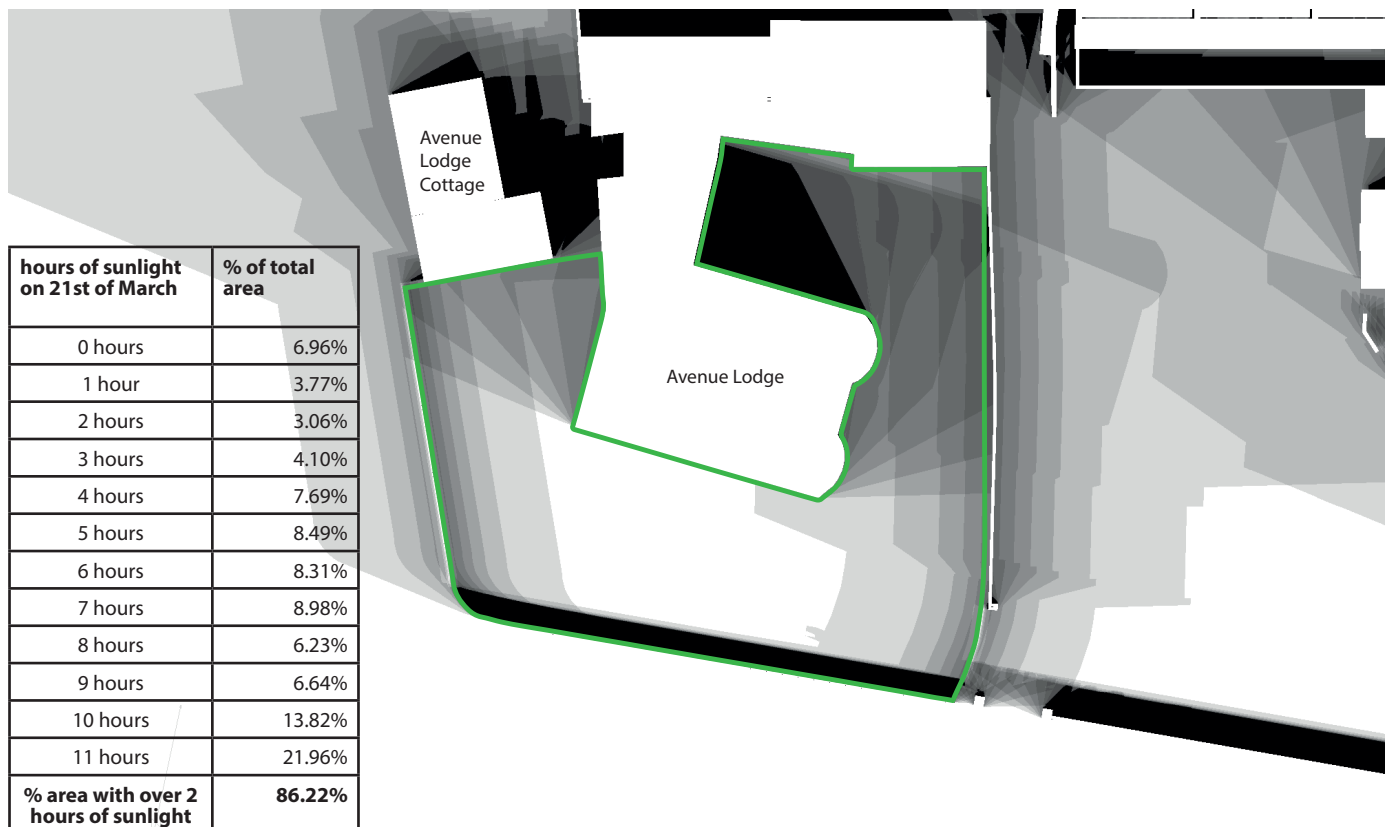 Avenue
Lodge
Cottage
Avenue Lodge
hours of sunlight % of total
on 21st of March area
0 hours 6.96%
1 hour 3.77%
2 hours 3.06%
3 hours 4.10%
4 hours 7.69%
5 hours 8.49%
6 hours 8.31%
7 hours 8.98%
8 hours 6.23%
9 hours 6.64%
10 hours 13.82%
11 hours 21.96%
% area with over 2 86.22%
hours of sunlight